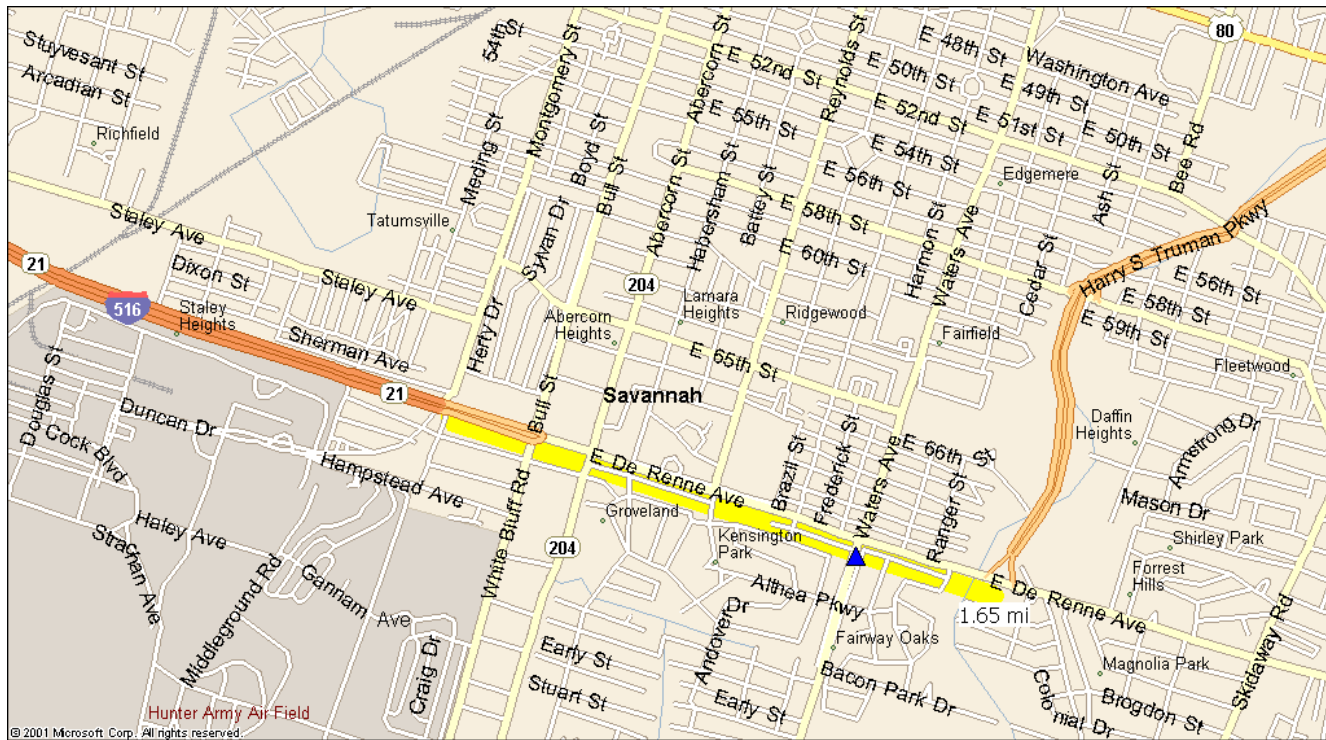 Stuyvesant St
Arcadian St
Richfield
54th St
Montgomery St
Abercorn St
E 52nd St
Reynolds St
E 48th St
E 50th St
Washington Ave
E 49th St
E 51st St
E 50th St
80
Bee Rd
E 52nd St
E 55th St
E 54th St
E 56th St
Edgemere
Ash St
Meding St
Boyd St
Bull St
Abercorn St
Habersham St
Battey St
E 58th St
E 60th St
Harmon St
Waters Ave
Cedar St
Harry S. Truman Pkwy
Staley Ave
Tatumsville
Sylvan Dr
21
Dixon St
516
Staley Heights
Staley Ave
Sherman Ave
Herty Dr
204
Lamara Heights
Abercorn Heights
Ridgewood
Fairfield
E 56th St
E 58th St
E 59th St
Fleetwood
E 65th St
Savannah
21
Douglas St
Duncan Dr
Cock Blvd
Hampstead Ave
Bull St
E De Renne Ave
Brazil St
Frederick St
Waters Ave
E 66th St
Ranger St
Daffin Heights
Armstrong Dr
Mason Dr
Shirley Park
Forrest Hills
Haley Ave
Strachan Ave
Middleground Rd
Gannam Ave
Craig Dr
White Bluff Rd
Groveland
204
Kensington Park
Althea Pkwy
Andover Dr
E De Renne Ave
1.65 mi
Fairway Oaks
Bacon Park Dr
Early St
Stuart St
Early St
Colonial Dr
Magnolia Park
Brogdon St
Skidaway Rd
Hunter Army Air Field
© 2001 Microsoft Corp. All rights reserved.